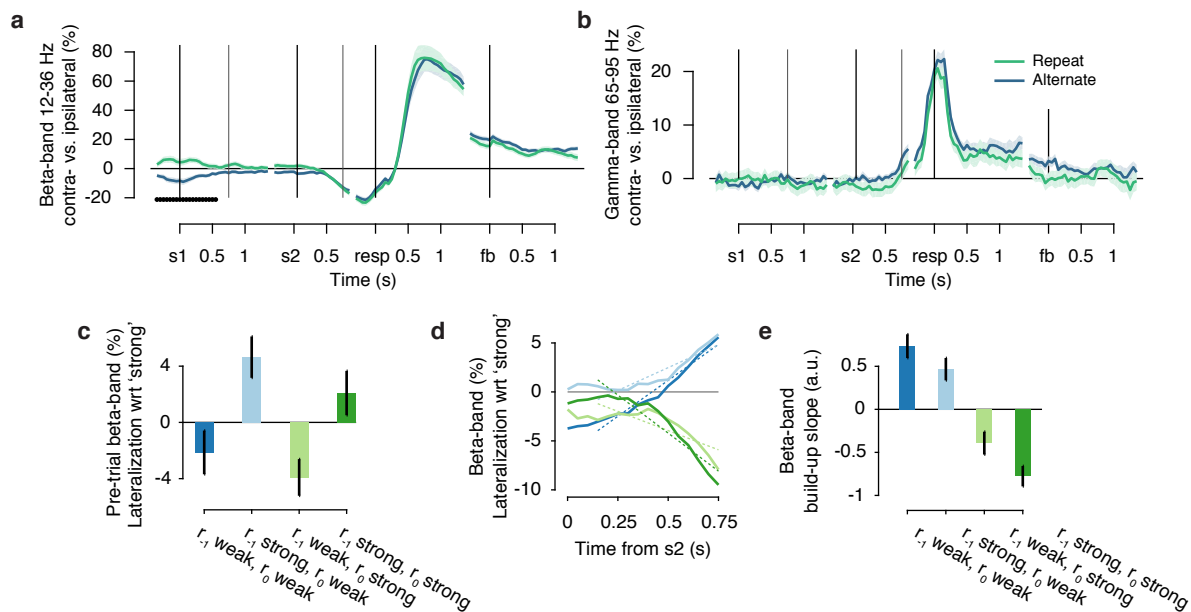 a
Beta-band 12-36 Hz
contra- vs. ipsilateral (%)
80
60
40
20
0
-20
s1 0.5 1 s2 0.5 resp 0.5 1 fb 0.5 1
Time (s)
b
Gamma-band 65-95 Hz
contra- vs. ipsilateral (%)
20
10
0
Repeat
Alternate
s1 0.5 1 s2 0.5 resp 0.5 1 fb 0.5 1
Time (s)
c
Pre-trial beta-band (%)
Lateralization wrt ‘strong’
4
0
-4
r-1 weak, r0 weak
r-1 strong, r0 weak
r-1 weak, r0 strong
r-1 strong, r0 strong
d
Beta-band (%)
Lateralization wrt ‘strong’
5
0
-5
-10
0 0.25 0.5 0.75
Time from s2 (s)
e
Beta-band
build-up slope (a.u.)
0.5
0
-0.5
-1
r-1 weak, r0 weak
r-1 strong, r0 weak
r-1 weak, r0 strong
r-1 strong, r0 strong